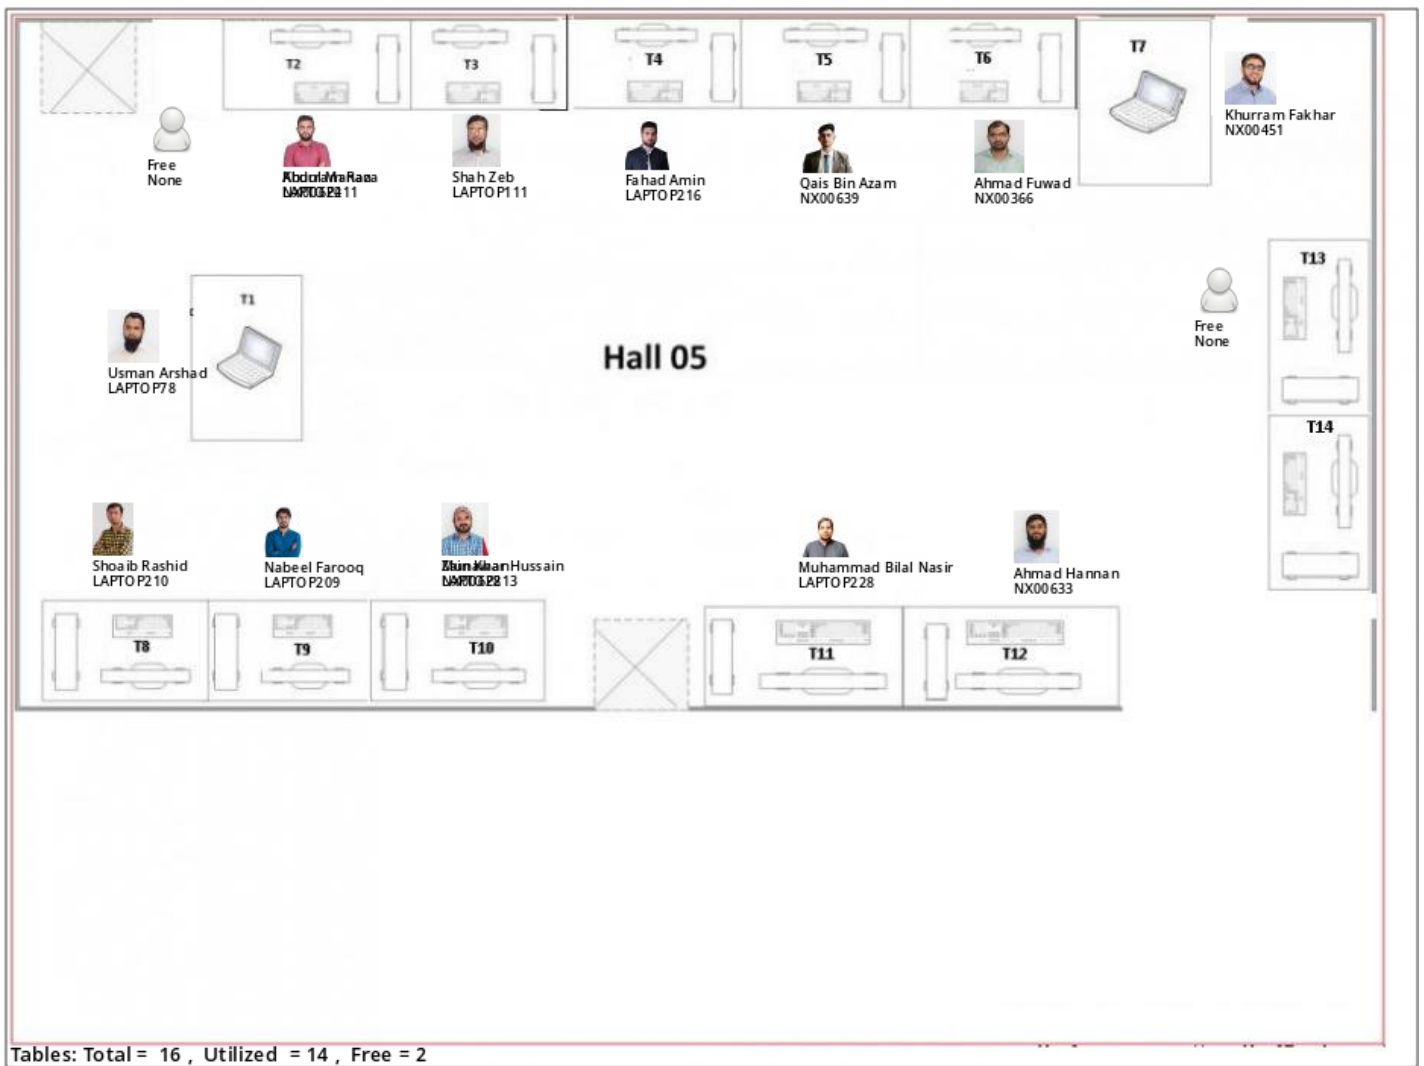 T2
T3
T4
T5
T6
T7
Khurram Fakhar
NX00451
Free
None
Shah Zeb
LAPTOP111
Fahad Amin
LAPTOP216
Qais Bin Azam
NX00639
Ahmad Fuwad
NX00366
T13
T1
Free
None
Hall 05
Usman Arshad
LAPTOP78
T14
Shoaib Rashid
LAPTOP210
Nabeel Farooq
LAPTOP209
Hussain
Muhammad Bilal Nasir
LAPTOP228
Ahmad Hannan
NX00633
T8
T9
T10
T11
T12
Tables: Total = 16 , Utilized = 14 , Free = 2